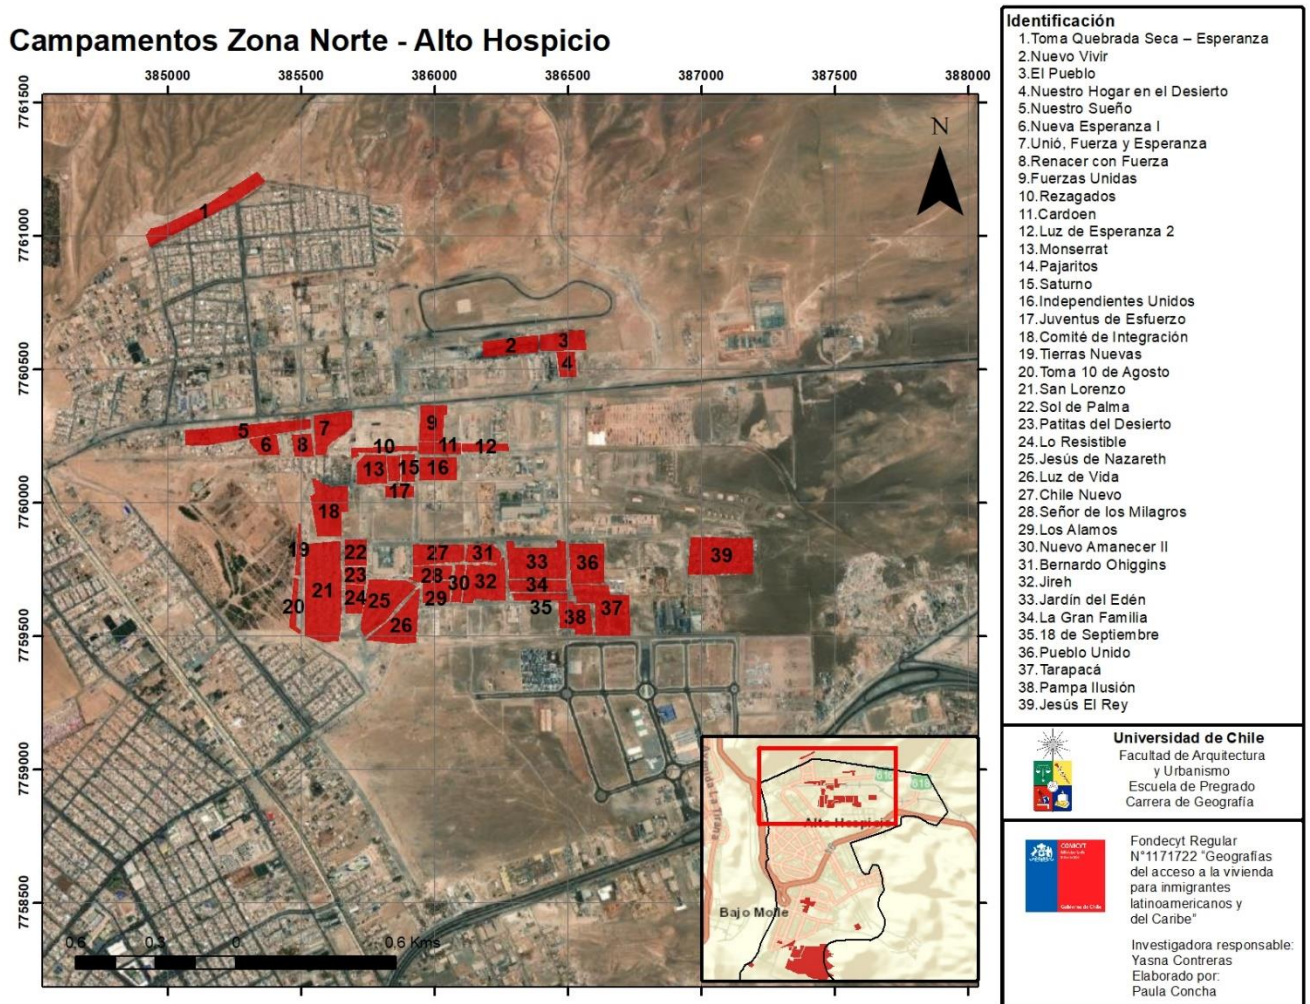 Campamentos Zona Norte - Alto Hospicio
385000
385500
386000
386500
387000
387500
388000
7761500
7761000
7760500
7760000
7759500
7759000
7758500
N
1
2
3
4
5
6
7
8
9
10
11
12
13
15
16
17
18
19
20
21
22
23
24
25
26
27
28
29
30
31
32
33
34
35
36
37
38
39
0.6 0.3 0 0.6 Kms
Alto Hospicio
Bajo Molle
616
616
Identificación
1.Toma Quebrada Seca – Esperanza
2.Nuevo Vivir
3.El Pueblo
4.Nuestro Hogar en el Desierto
5.Nuestro Sueño
6.Nueva Esperanza I
7.Unió, Fuerza y Esperanza
8.Renacer con Fuerza
9.Fuerzas Unidas
10.Rezagados
11.Cardoen
12.Luz de Esperanza 2
13.Monserrat
14.Pajaritos
15.Saturno
16.Independientes Unidos
17.Juventus de Esfuerzo
18.Comité de Integración
19.Tierras Nuevas
20.Toma 10 de Agosto
21.San Lorenzo
22.Sol de Palma
23.Patitas del Desierto
24.Lo Resistible
25.Jesús de Nazareth
26.Luz de Vida
27.Chile Nuevo
28.Señor de los Milagros
29.Los Alamos
30.Nuevo Amanecer II
31.Bernardo Ohiggins
32.Jireh
33.Jardín del Edén
34.La Gran Familia
35.18 de Septiembre
36.Pueblo Unido
37.Tarapacá
38.Pampa Ilusión
39.Jesús El Rey
Universidad de Chile
Facultad de Arquitectura
y Urbanismo
Escuela de Pregrado
Carrera de Geografía
CONICYT
Gobierno de Chile
Fondecyt Regular
N°1171722 "Geografías
del acceso a la vivienda
para inmigrantes
latinoamericanos y
del Caribe"
Investigadora responsable:
Yasna Contreras
Elaborado por:
Paula Concha